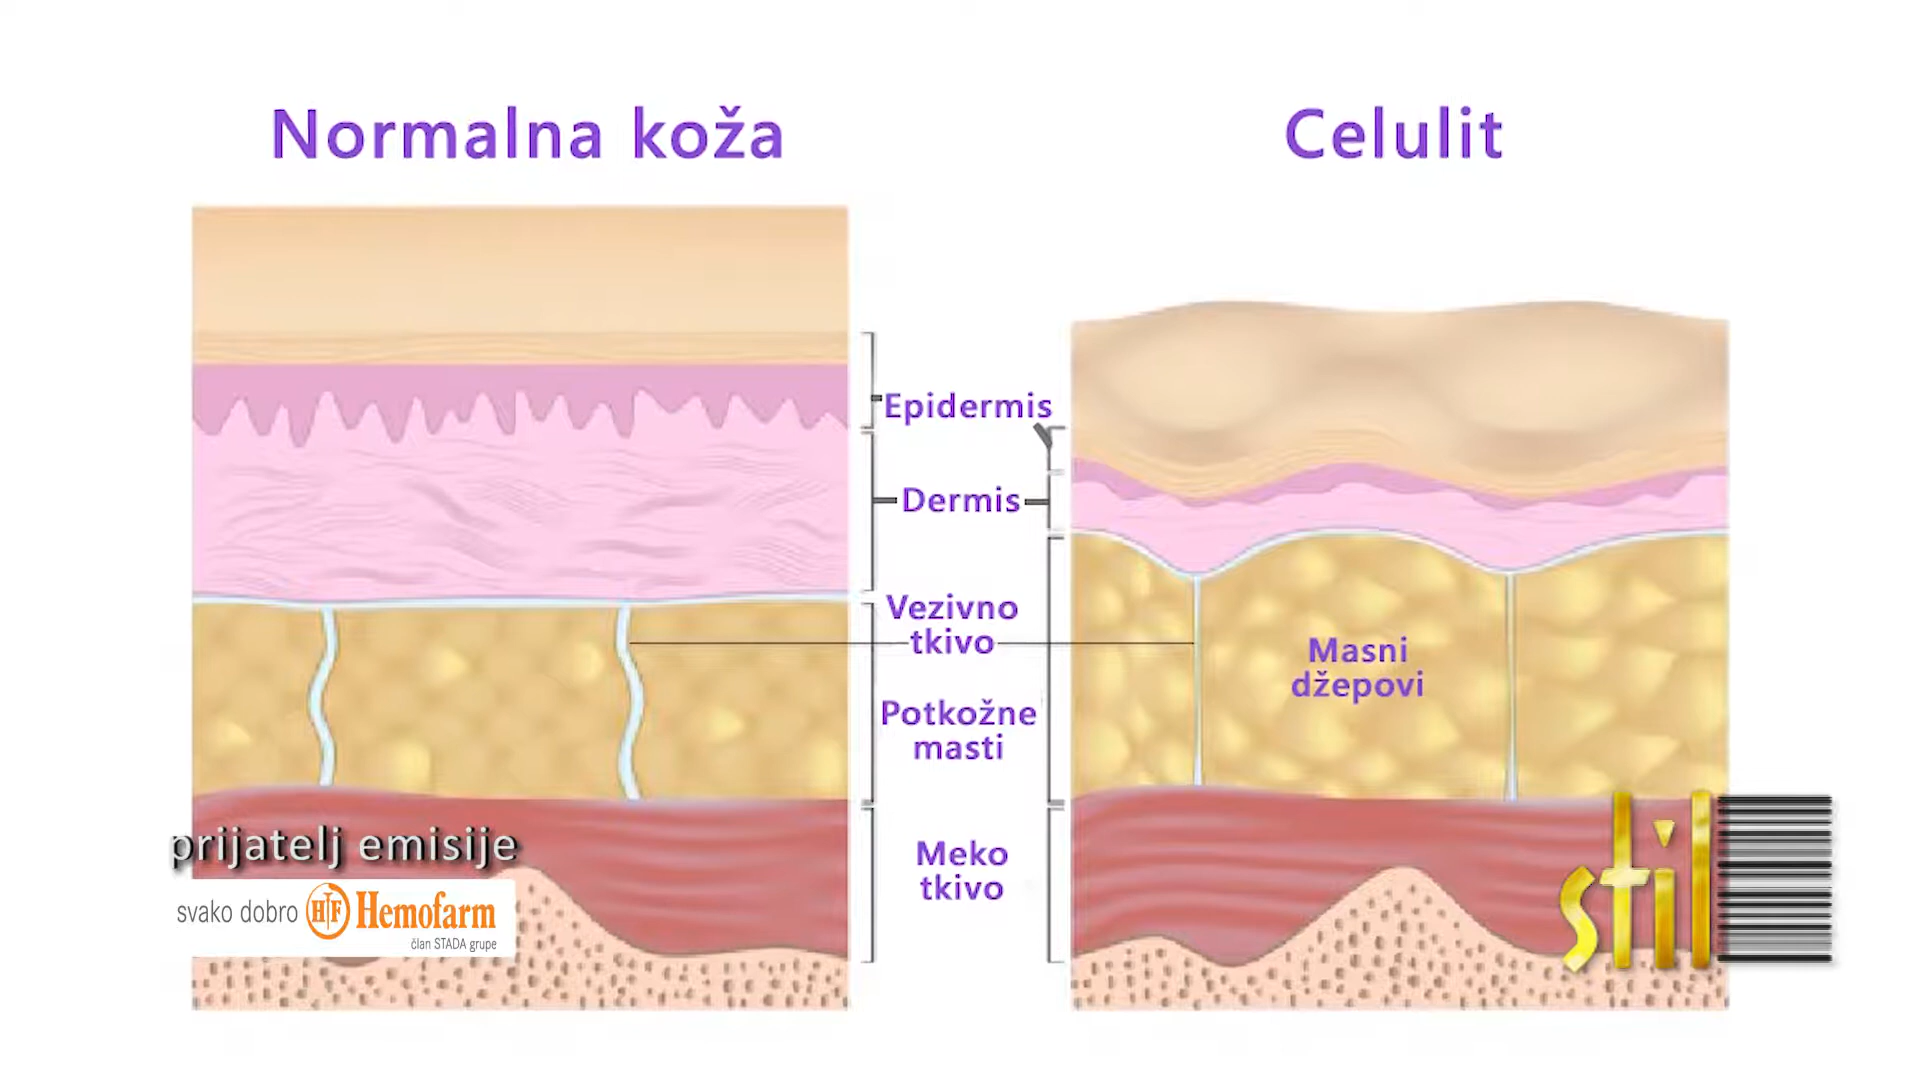 Normalna koža
Celulit
Epidermis
Dermis
Vezivno
tkivo
Masni
džepovi
Potkožne
masti
Meko
tkivo
prijatelj emisije
svako dobro HTF Hemofarm
član STADA grupe
stil